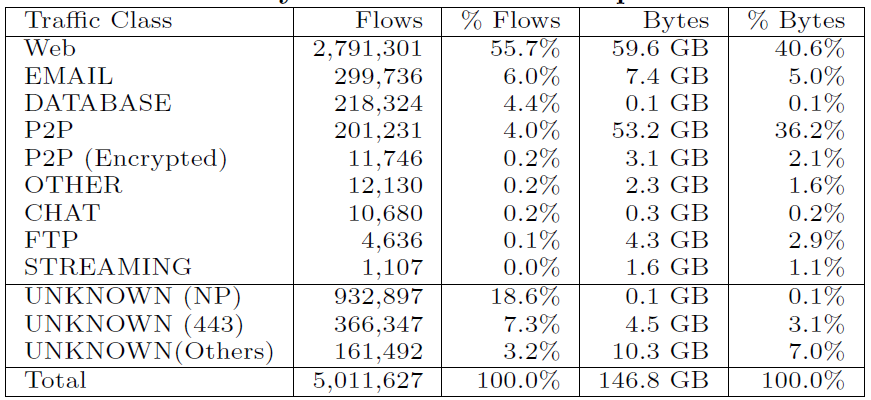 Traffic Class Flows % Flows Bytes % Bytes
Web 2,791,301 55.7% 59.6 GB 40.6%
EMAIL 299,736 6.0% 7.4 GB 5.0%
DATABASE 218,324 4.4% 0.1 GB 0.1%
P2P 201,231 4.0% 53.2 GB 36.2%
P2P (Encrypted) 11,746 0.2% 3.1 GB 2.1%
OTHER 12,130 0.2% 2.3 GB 1.6%
CHAT 10,680 0.2% 0.3 GB 0.2%
FTP 4,636 0.1% 4.3 GB 2.9%
STREAMING 1,107 0.0% 1.6 GB 1.1%
UNKNOWN (NP) 932,897 18.6% 0.1 GB 0.1%
UNKNOWN (443) 366,347 7.3% 4.5 GB 3.1%
UNKNOWN(Others) 161,492 3.2% 10.3 GB 7.0%
Total 5,011,627 100.0% 146.8 GB 100.0%